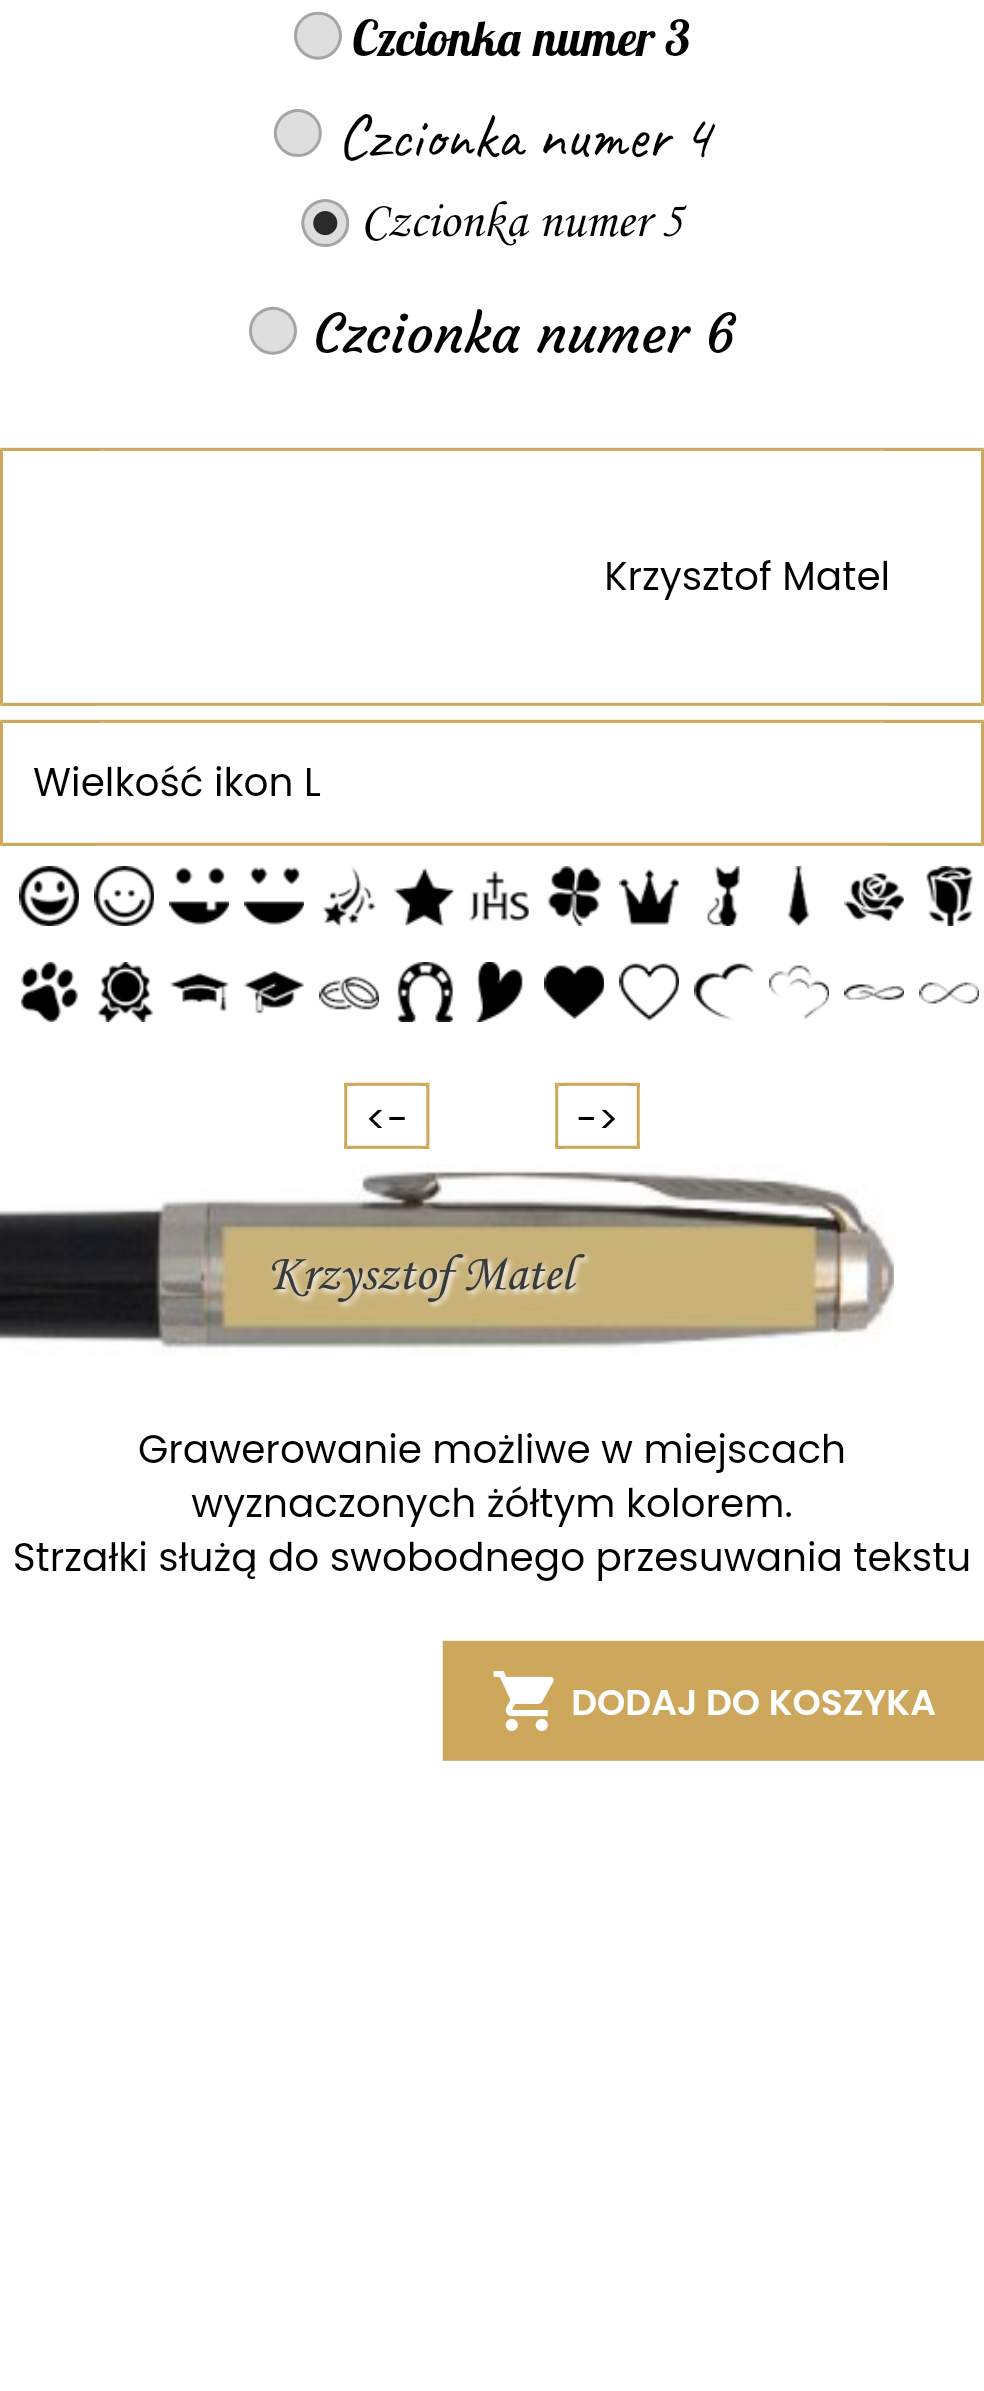 Czcionka numer 3
Czcionka numer 4
Czcionka numer 5
Czcionka numer 6
Krzysztof Matel
Wielkość ikon L
JHS
<-
->
Krzysztof Matel
Grawerowanie możliwe w miejscach
wyznaczonych żółtym kolorem.
Strzałki służą do swobodnego przesuwania tekstu
DODAJ DO KOSZYKA